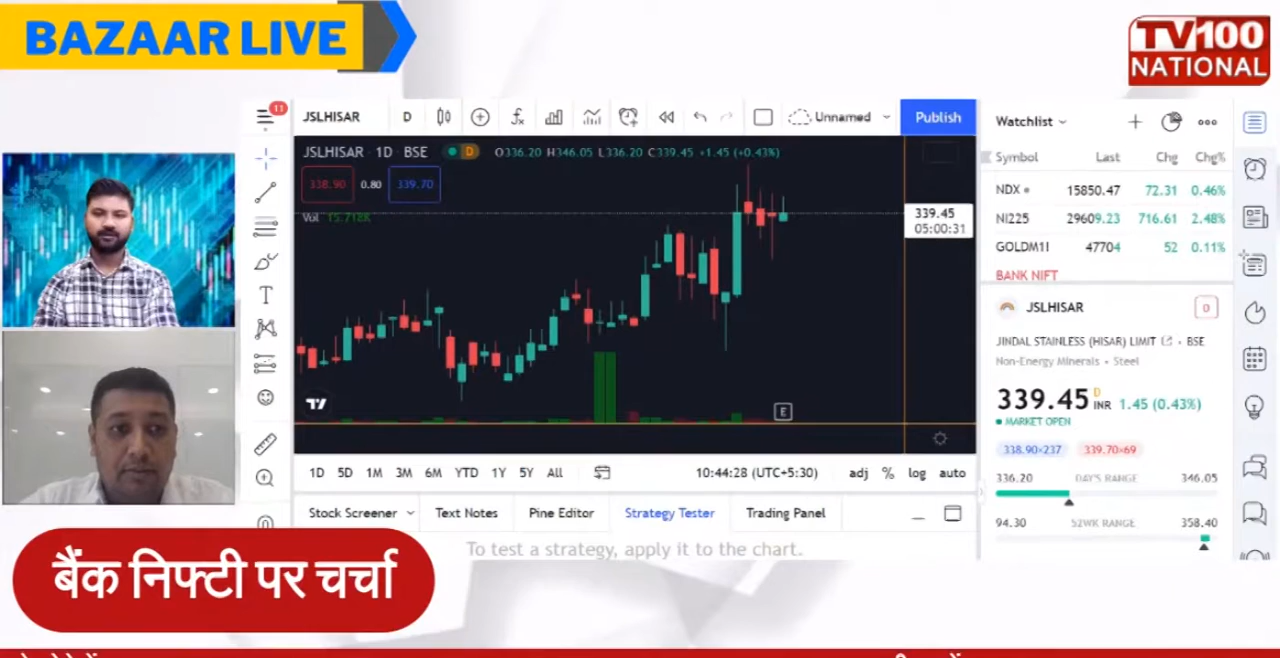 BAZAAR LIVE
TV100
NATIONAL
11
JSLHISAR
D
Unnamed
Publish
JSLHISAR · 1D · BSE
D
O336.20 H346.05 L336.20 C339.45 +1.45 (+0.43%)
338.90
0.80
339.70
Vol 15.718K
339.45
05:00:31
E
1D 5D 1M 3M 6M YTD 1Y 5Y All
10:44:28 (UTC+5:30)
adj % log auto
Stock Screener
Text Notes
Pine Editor
Strategy Tester
Trading Panel
To test a strategy, apply it to the chart.
Watchlist
Symbol Last Chg Chg%
NDX 15850.47 72.31 0.46%
NI225 29609.23 716.61 2.48%
GOLDM1! 47704 52 0.11%
BANK NIFT
JSLHISAR
0
JINDAL STAINLESS (HISAR) LIMIT · BSE
Non-Energy Minerals · Steel
339.45 D INR 1.45 (0.43%)
MARKET OPEN
338.90×237 339.70×69
336.20 DAY'S RANGE 346.05
94.30 52WK RANGE 358.40
बैंक निफ्टी पर चर्चा